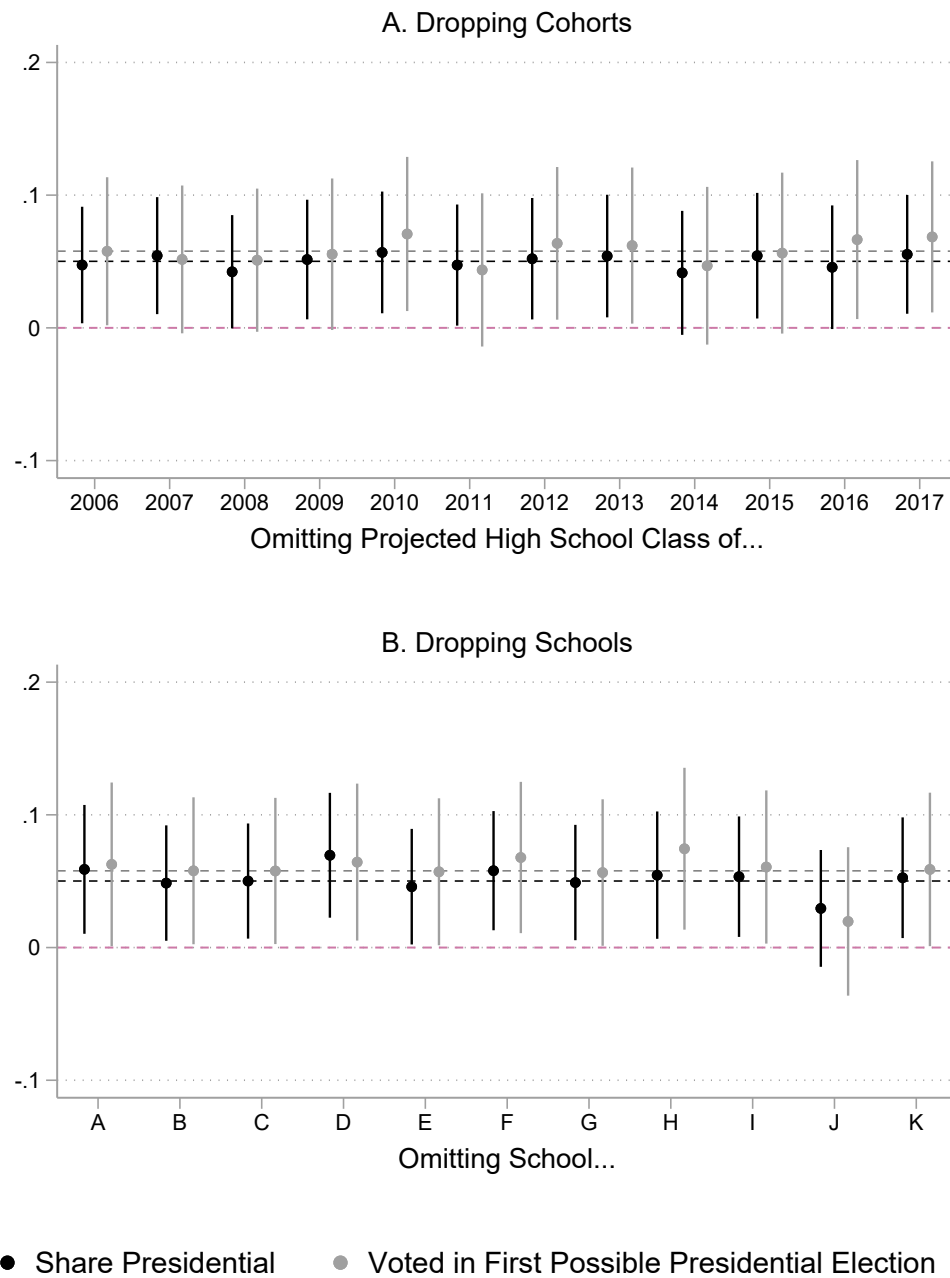 A. Dropping Cohorts
.2
.1
0
-.1
2006 2007 2008 2009 2010 2011 2012 2013 2014 2015 2016 2017
Omitting Projected High School Class of...
B. Dropping Schools
.2
.1
0
-.1
A B C D E F G H I J K
Omitting School...
Share Presidential Voted in First Possible Presidential Election